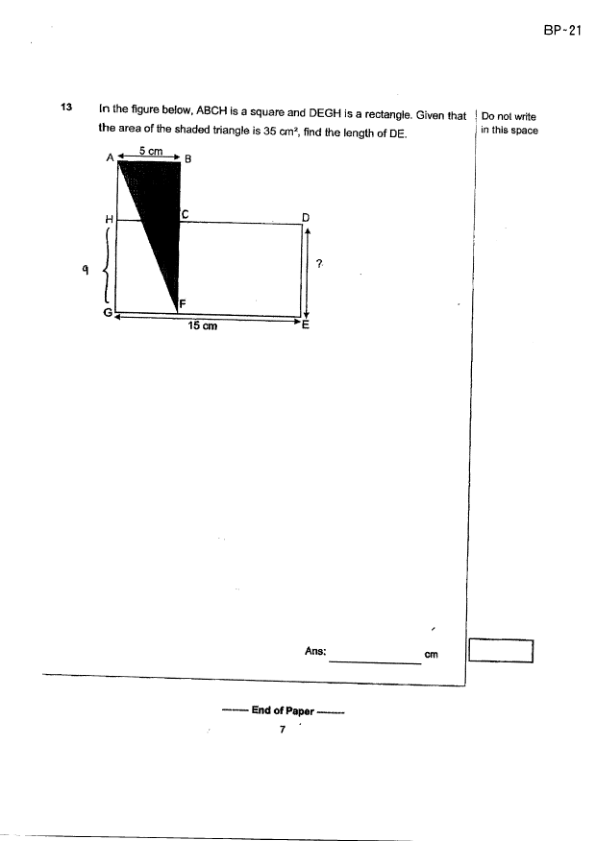 BP-21
13 In the figure below, ABCH is a square and DEGH is a rectangle. Given that
the area of the shaded triangle is 35 cm², find the length of DE.
Do not write
in this space
5 cm
A B
H C D
9 ?
F
G E
15 cm
Ans: ____________ cm
------- End of Paper -------
7